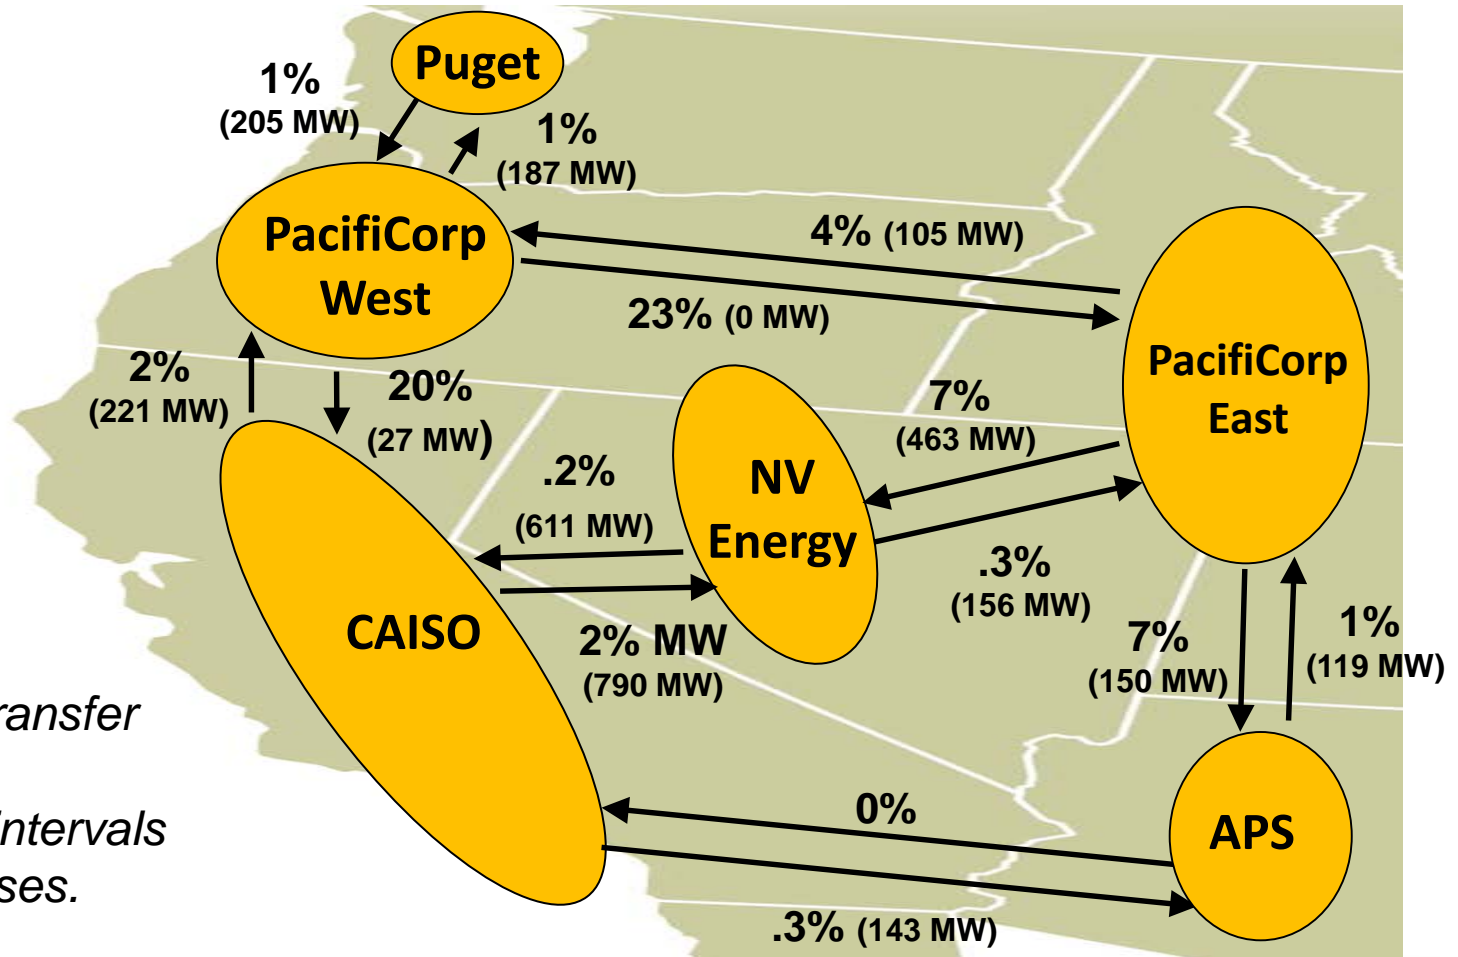 Puget
1%
(205 MW)
1%
(187 MW)
PacifiCorp
West
4% (105 MW)
23% (0 MW)
PacifiCorp
East
2%
(221 MW)
20%
(27 MW)
7%
(463 MW)
.2%
(611 MW)
NV
Energy
.3%
(156 MW)
CAISO
2% MW
(790 MW)
7%
(150 MW)
1%
(119 MW)
ransfer
intervals
ses.
0%
APS
.3% (143 MW)